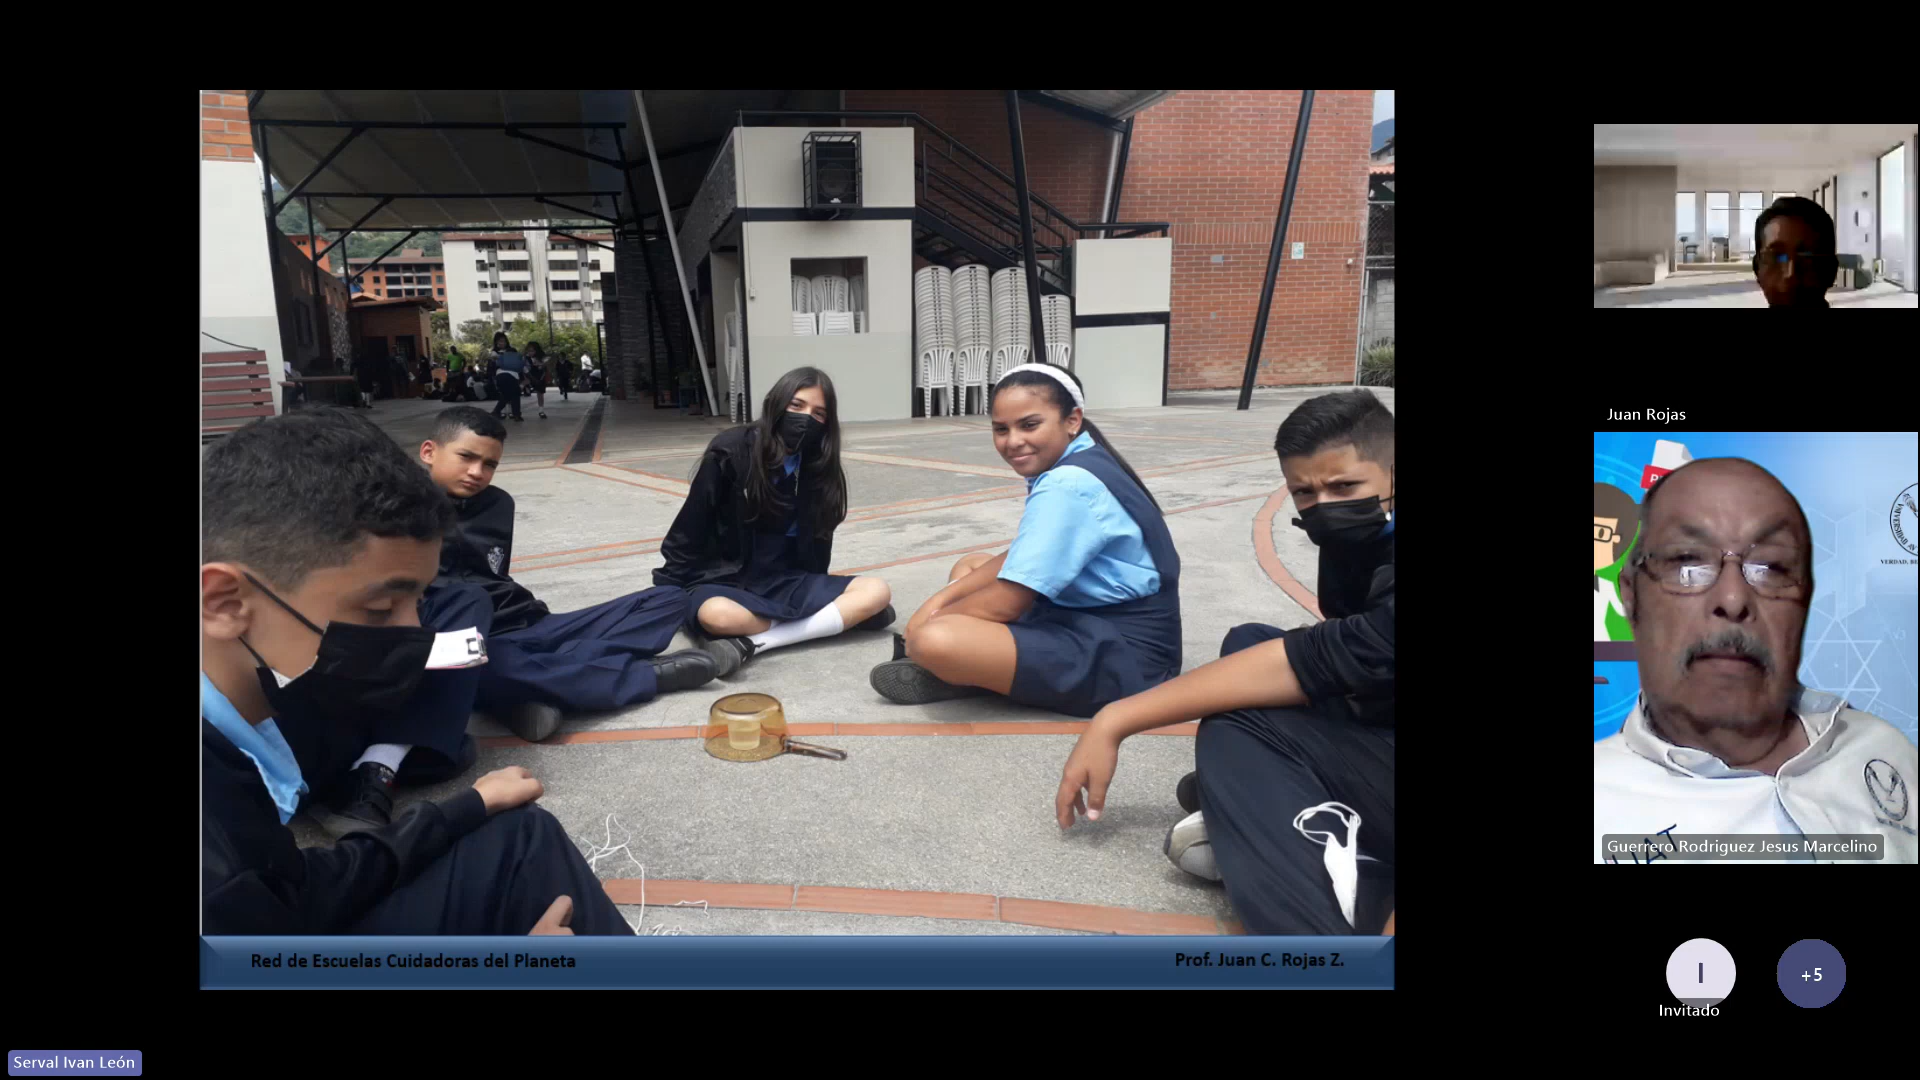 Red de Escuelas Cuidadoras del Planeta
Prof. Juan C. Rojas Z.
Juan Rojas
UAT
Guerrero Rodriguez Jesus Marcelino
I
+5
Invitado
Serval Ivan León